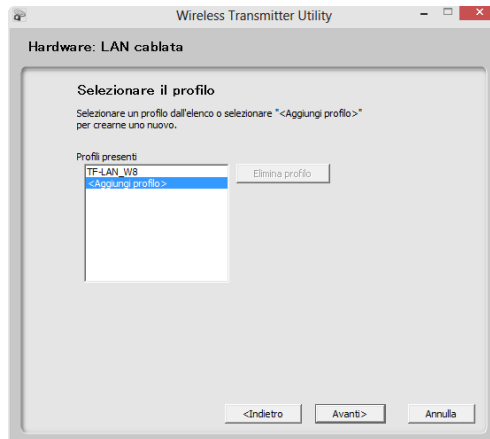 Wireless Transmitter Utility
Hardware: LAN cablata
Selezionare il profilo
Selezionare un profilo dall'elenco o selezionare "<Aggiungi profilo>"
per crearne uno nuovo.
Profili presenti
TF-LAN_W8
<Aggiungi profilo>
Elimina profilo
<Indietro
Avanti>
Annulla